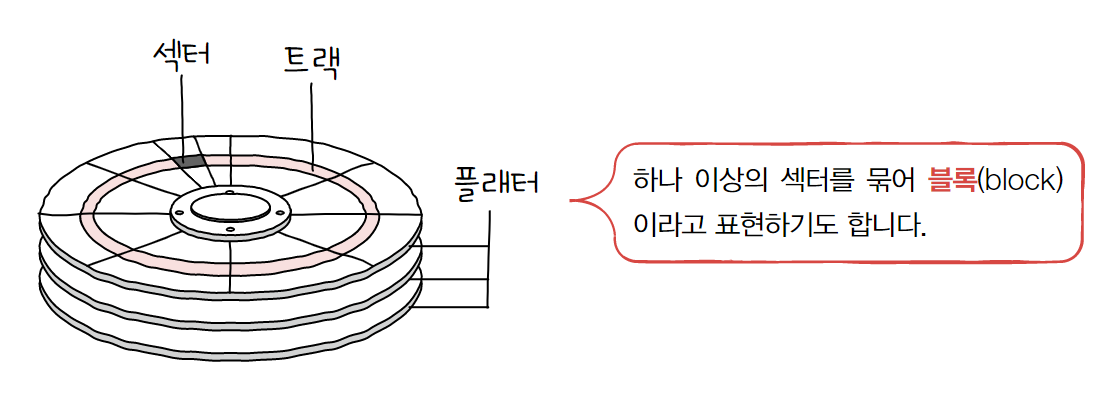 섹터
트랙
플래터
하나 이상의 섹터를 묶어 블록(block)
이라고 표현하기도 합니다.